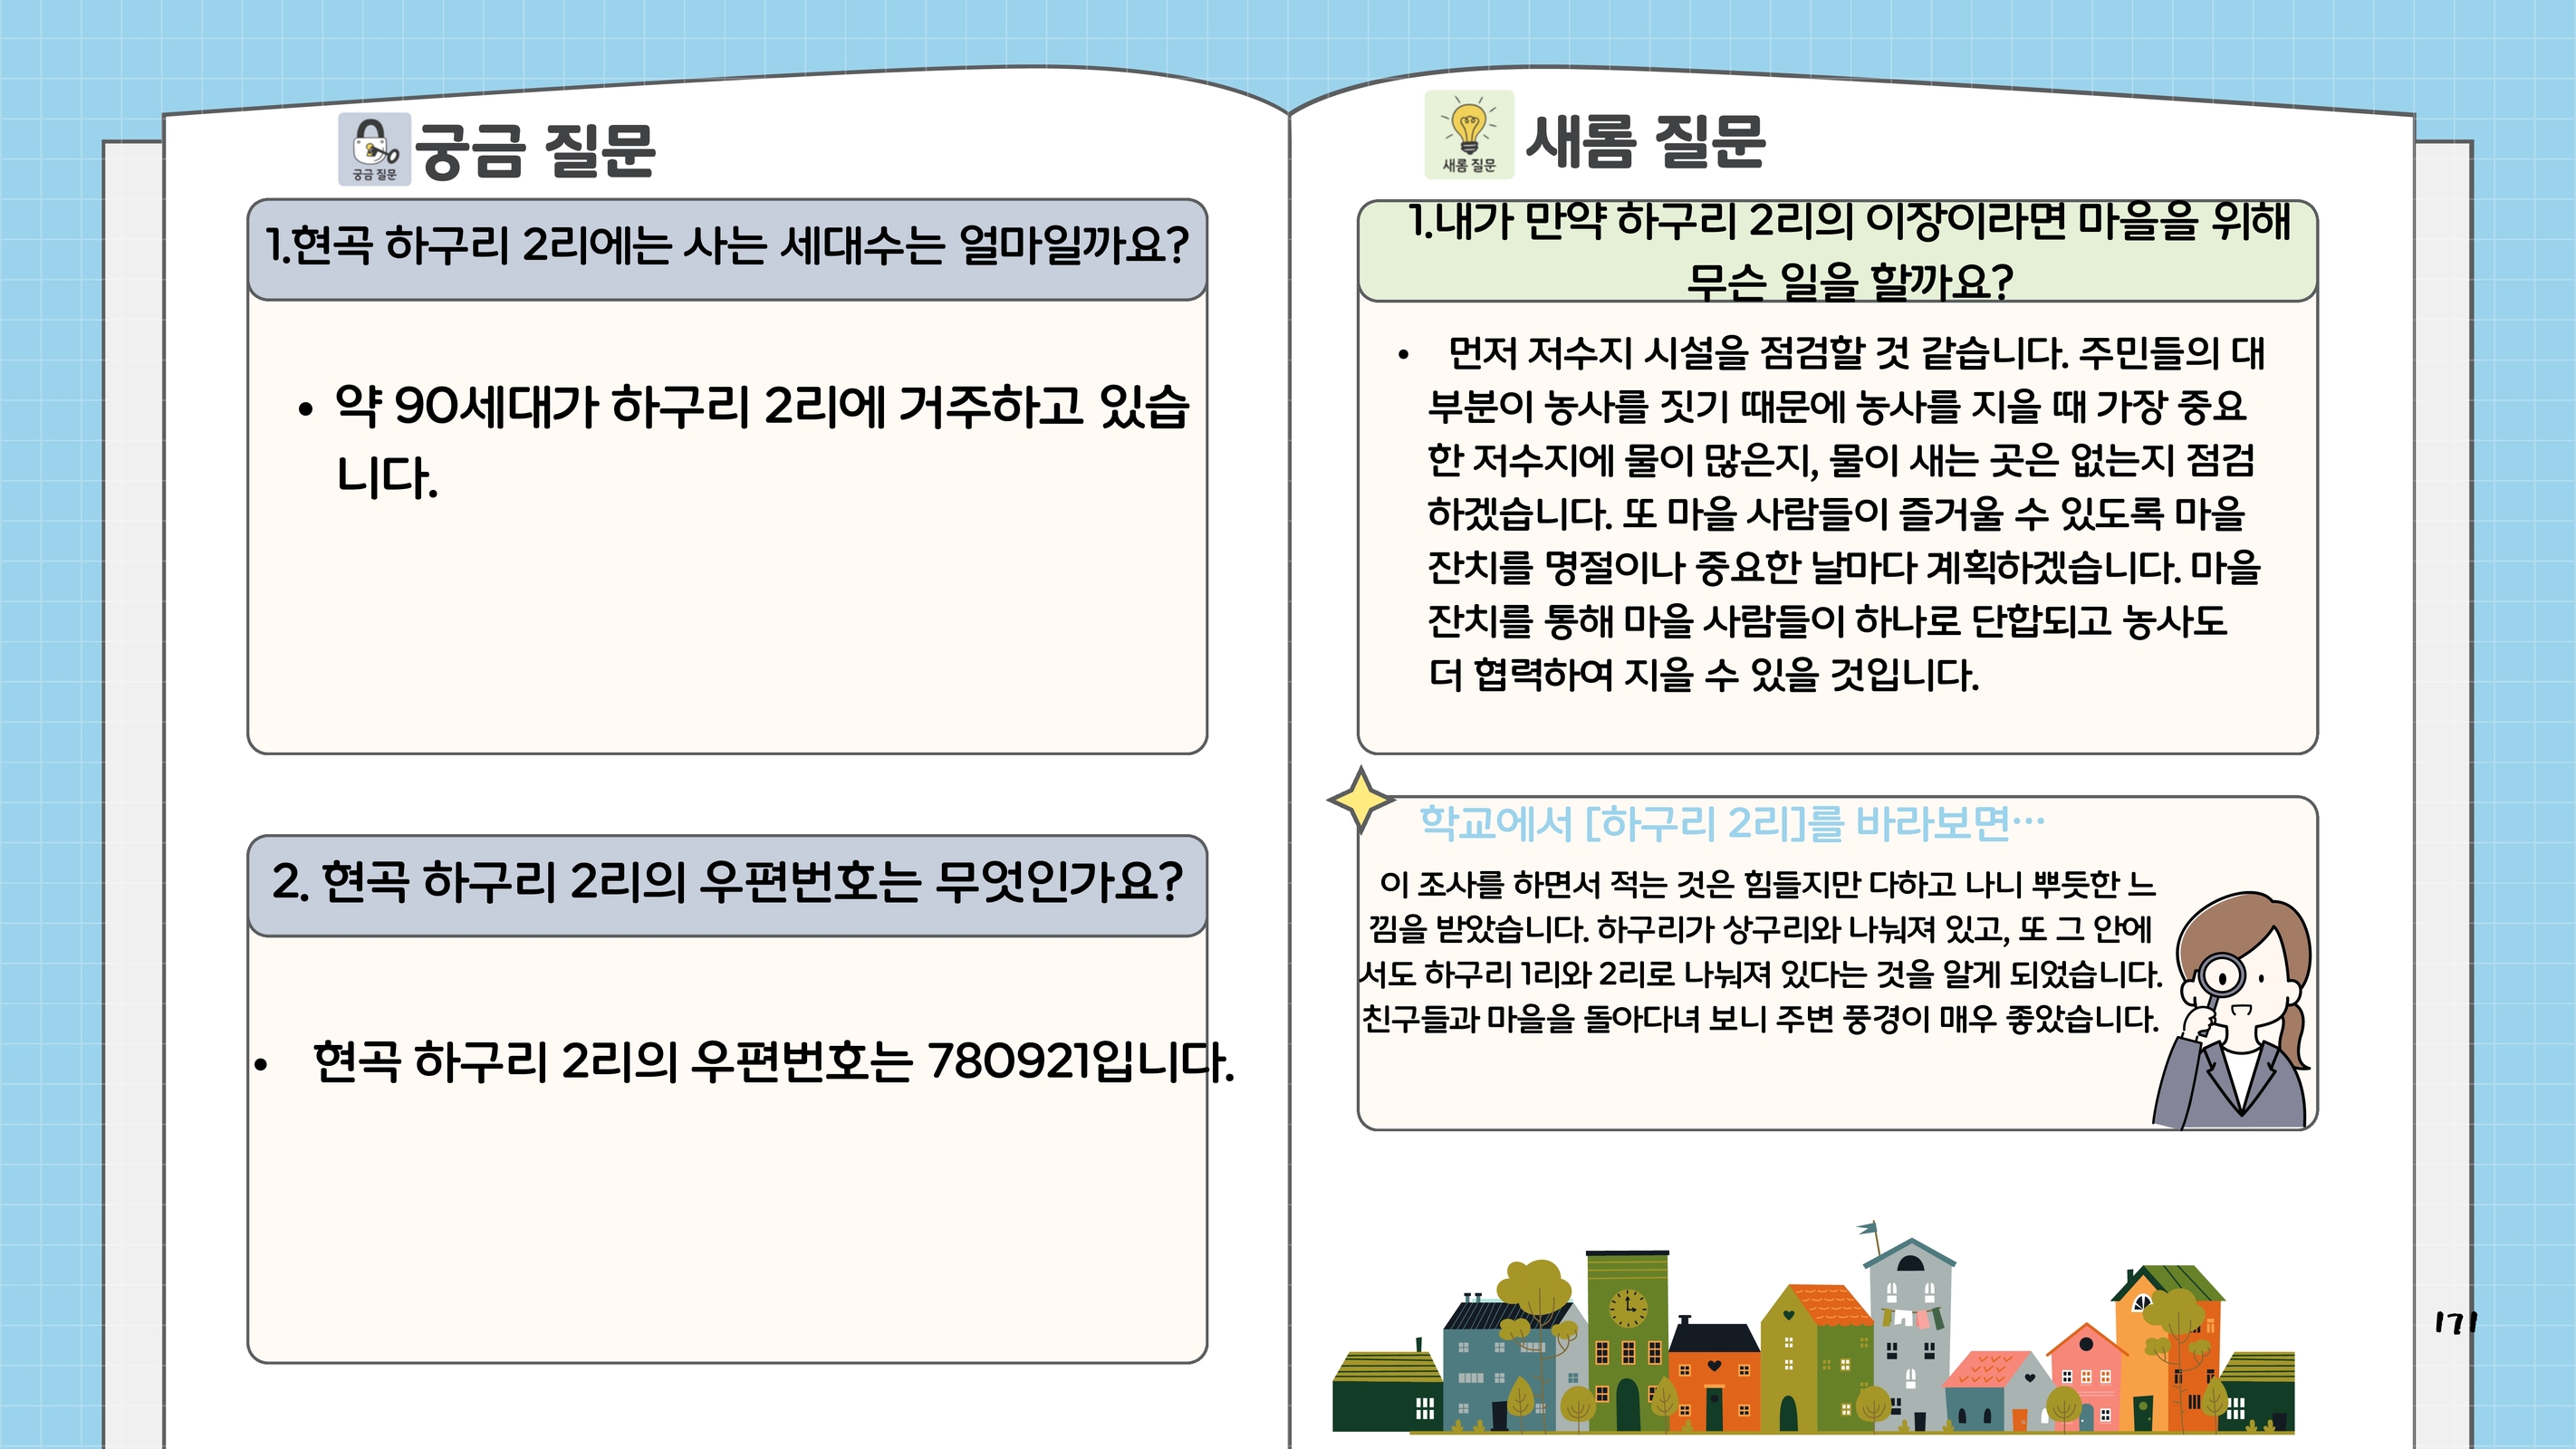 궁금 질문
궁금 질문
1.현곡 하구리 2리에는 사는 세대수는 얼마일까요?
• 약 90세대가 하구리 2리에 거주하고 있습
니다.
2. 현곡 하구리 2리의 우편번호는 무엇인가요?
• 현곡 하구리 2리의 우편번호는 780921입니다.
새롬 질문
새롬 질문
1.내가 만약 하구리 2리의 이장이라면 마을을 위해
무슨 일을 할까요?
• 먼저 저수지 시설을 점검할 것 같습니다. 주민들의 대
부분이 농사를 짓기 때문에 농사를 지을 때 가장 중요
한 저수지에 물이 많은지, 물이 새는 곳은 없는지 점검
하겠습니다. 또 마을 사람들이 즐거울 수 있도록 마을
잔치를 명절이나 중요한 날마다 계획하겠습니다. 마을
잔치를 통해 마을 사람들이 하나로 단합되고 농사도
더 협력하여 지을 수 있을 것입니다.
학교에서 [하구리 2리]를 바라보면…
이 조사를 하면서 적는 것은 힘들지만 다하고 나니 뿌듯한 느
낌을 받았습니다. 하구리가 상구리와 나눠져 있고, 또 그 안에
서도 하구리 1리와 2리로 나눠져 있다는 것을 알게 되었습니다.
친구들과 마을을 돌아다녀 보니 주변 풍경이 매우 좋았습니다.
171